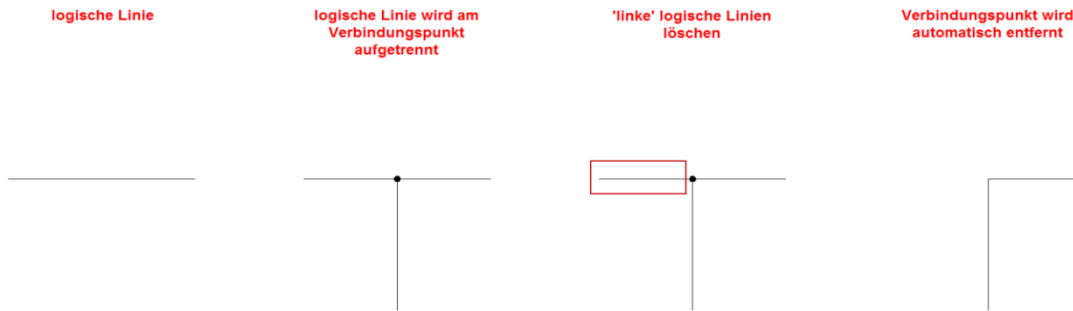 logische Linie
logische Linie wird am
Verbindungspunkt
aufgetrennt
'linke' logische Linien
löschen
Verbindungspunkt wird
automatisch entfernt